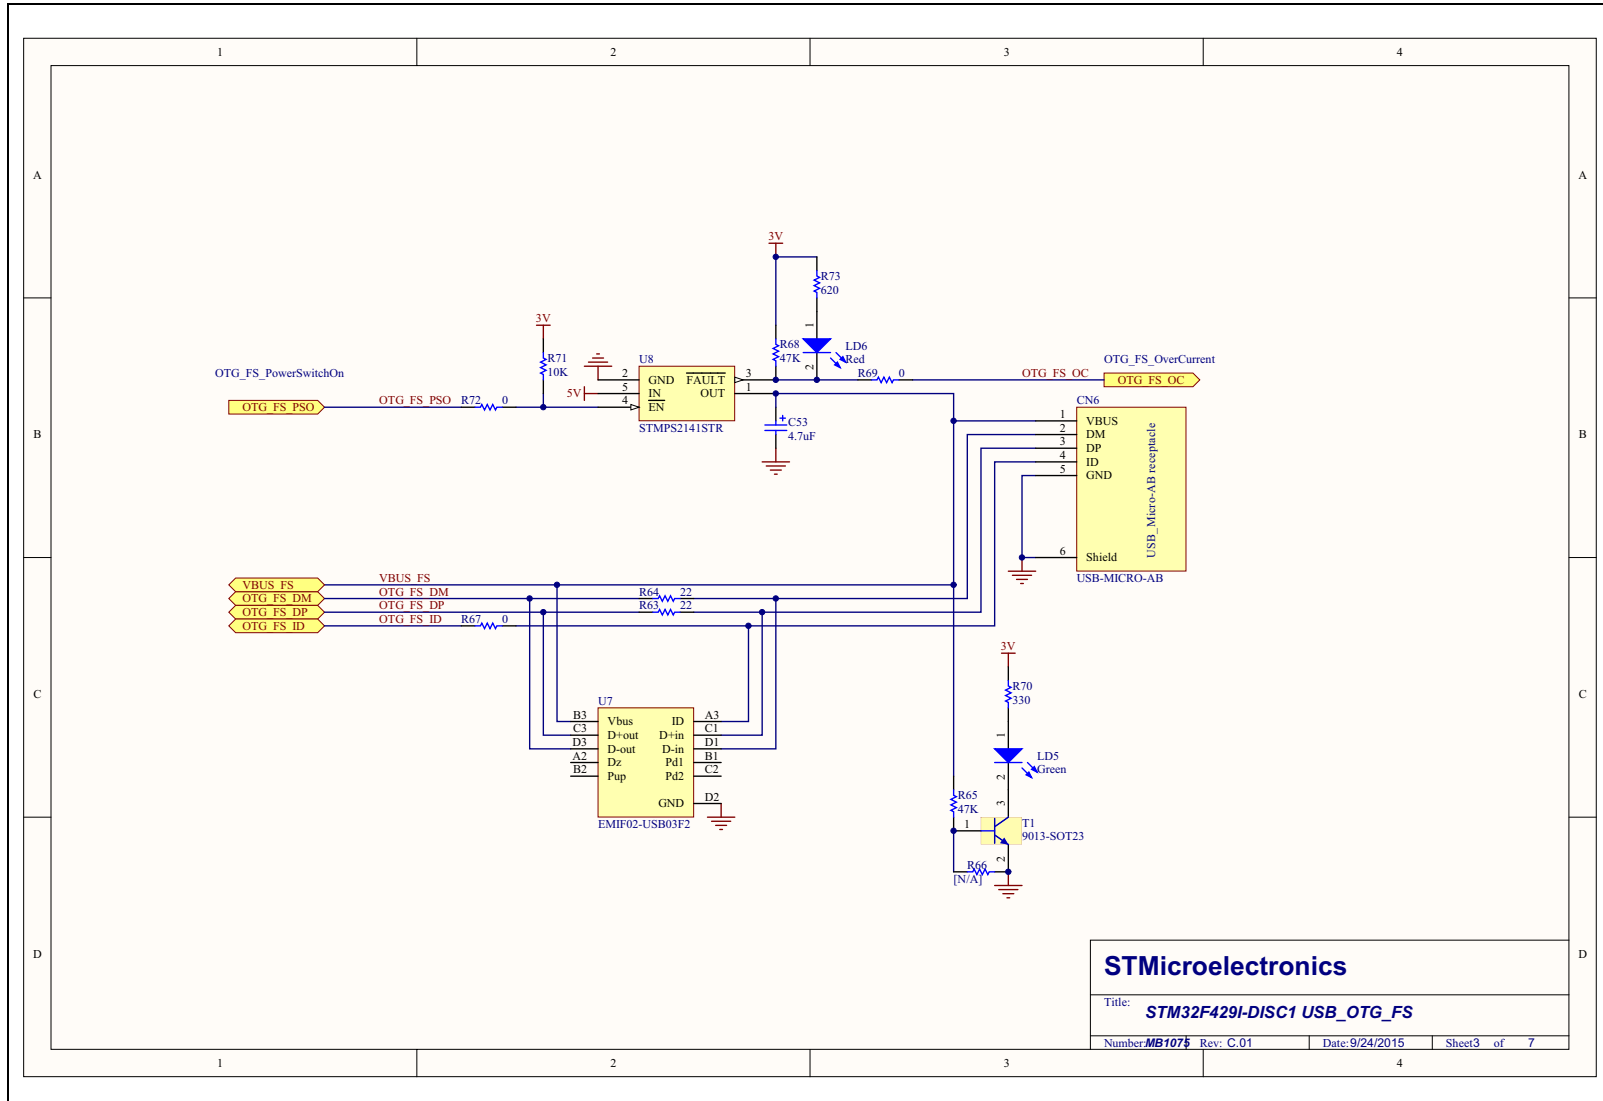 1 2 3 4
A A
3V
R73
620
3V
1
R68
47K
LD6
Red
2
R71
10K
U8
OTG_FS_OverCurrent
OTG_FS_PowerSwitchOn
2 GND FAULT 3
R69 0
OTG_FS_OC
OTG_FS_OC
5V 5 IN OUT 1
OTG_FS_PSO
OTG_FS_PSO
R72 0
4 EN
STMPS2141STR
CN6
+
C53
4.7uF
1 VBUS
2 DM
3 DP
4 ID
5 GND
6 Shield
USB_Micro-AB receptacle
USB-MICRO-AB
B B
VBUS_FS VBUS_FS
OTG_FS_DM OTG_FS_DM R64 22
OTG_FS_DP OTG_FS_DP R63 22
OTG_FS_ID OTG_FS_ID R67 0
3V
R70
330
C C
U7
B3 Vbus ID A3
C3 D+out D+in C1
D3 D-out D-in D1
A2 Dz Pd1 B1
B2 Pup Pd2 C2
GND D2
EMIF02-USB03F2
1
LD5
Green
2
R65
47K
3
1
T1
9013-SOT23
2
R66
[N/A]
D D
STMicroelectronics
Title: STM32F429I-DISC1 USB_OTG_FS
Number:MB1075 Rev: C.01 Date:9/24/2015 Sheet3 of 7
1 2 3 4